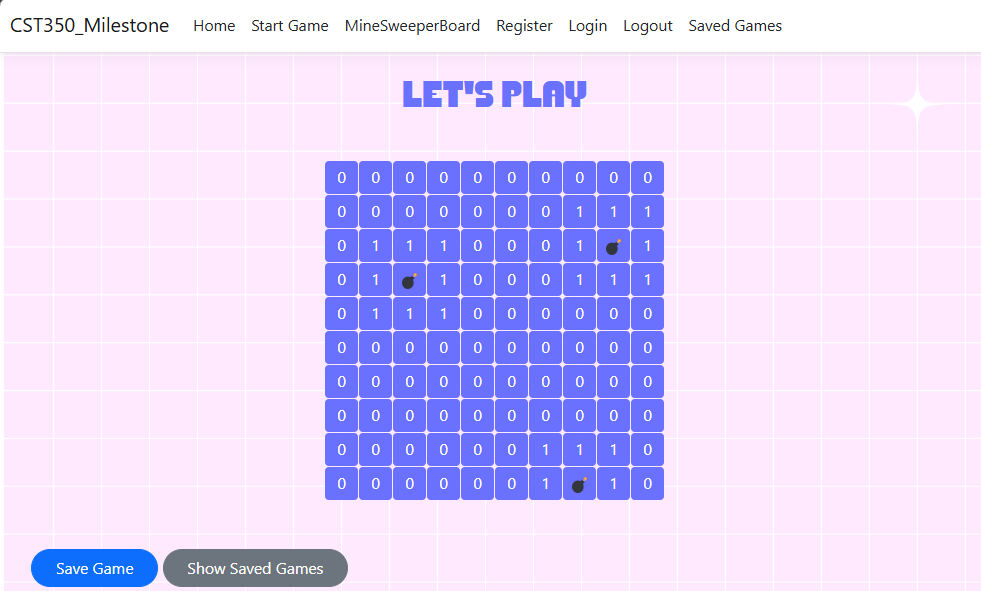 CST350_Milestone Home Start Game MineSweeperBoard Register Login Logout Saved Games
LET'S PLAY
0 0 0 0 0 0 0 0 0 0
0 0 0 0 0 0 0 1 1 1
0 1 1 1 0 0 0 1 1
0 1 1 0 0 0 1 1 1
0 1 1 1 0 0 0 0 0 0
0 0 0 0 0 0 0 0 0 0
0 0 0 0 0 0 0 0 0 0
0 0 0 0 0 0 0 0 0 0
0 0 0 0 0 0 1 1 1 0
0 0 0 0 0 0 1 1 0
Save Game Show Saved Games